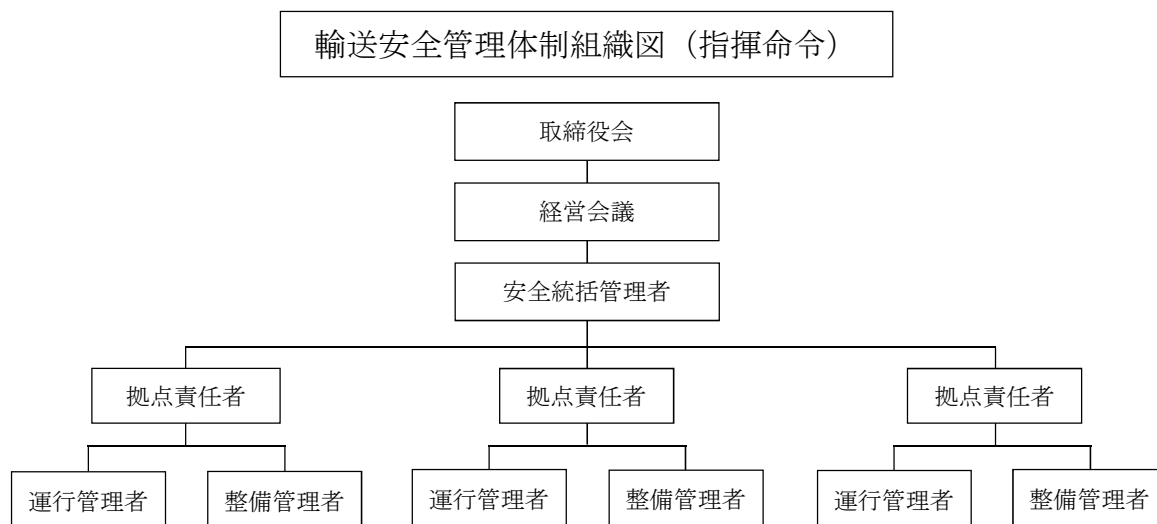 輸送安全管理体制組織図（指揮命令）
取締役会
経営会議
安全統括管理者
拠点責任者
拠点責任者
拠点責任者
運行管理者
整備管理者
運行管理者
整備管理者
運行管理者
整備管理者